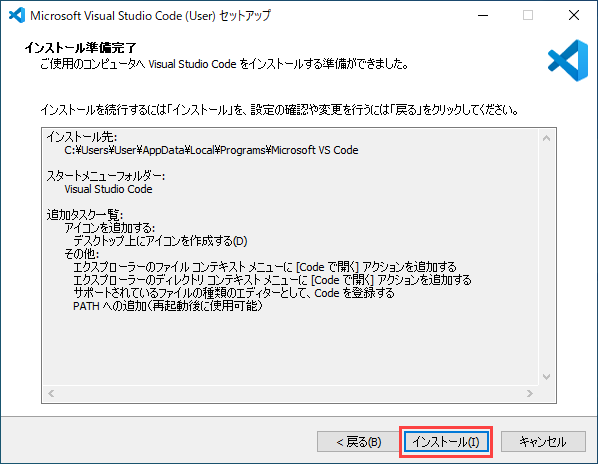 Microsoft Visual Studio Code (User) セットアップ
インストール準備完了
ご使用のコンピュータへ Visual Studio Code をインストールする準備ができました。
インストールを続行するには「インストール」を、設定の確認や変更を行うには「戻る」をクリックしてください。
インストール先:
C:¥Users¥User¥AppData¥Local¥Programs¥Microsoft VS Code
スタートメニューフォルダー:
Visual Studio Code
追加タスク一覧:
アイコンを追加する:
デスクトップ上にアイコンを作成する(D)
その他:
エクスプローラーのファイル コンテキスト メニューに [Code で開く] アクションを追加する
エクスプローラーのディレクトリ コンテキスト メニューに [Code で開く] アクションを追加する
サポートされているファイルの種類のエディターとして、Code を登録する
PATH への追加（再起動後に使用可能）
< 戻る(B)
インストール(I)
キャンセル